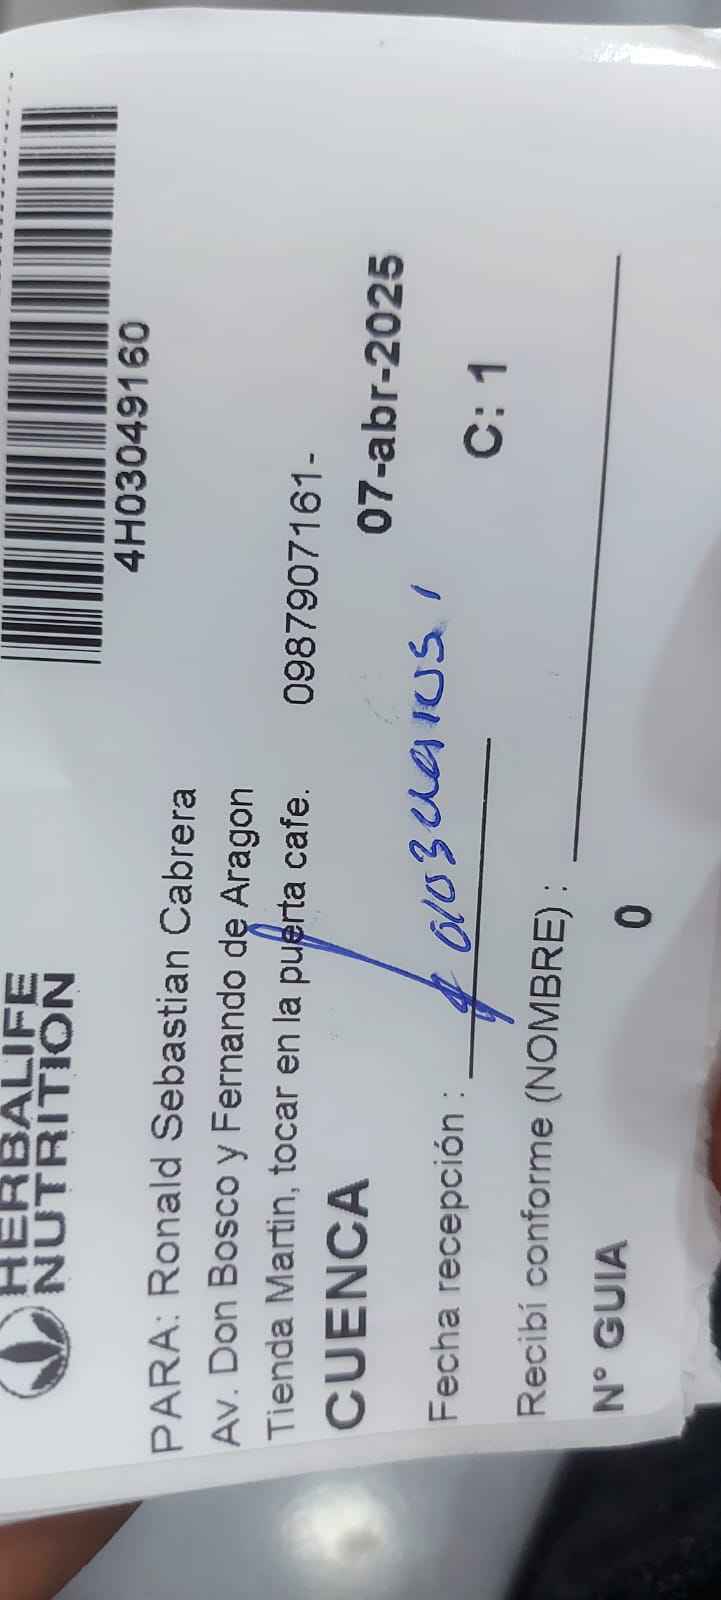 HERBALIFE
NUTRITION
4H03049160
PARA: Ronald Sebastian Cabrera
Av. Don Bosco y Fernando de Aragon
Tienda Martin, tocar en la puerta cafe. 0987907161-
CUENCA 07-abr-2025
Fecha recepción :
C: 1
Recibí conforme (NOMBRE) :
N° GUIA 0